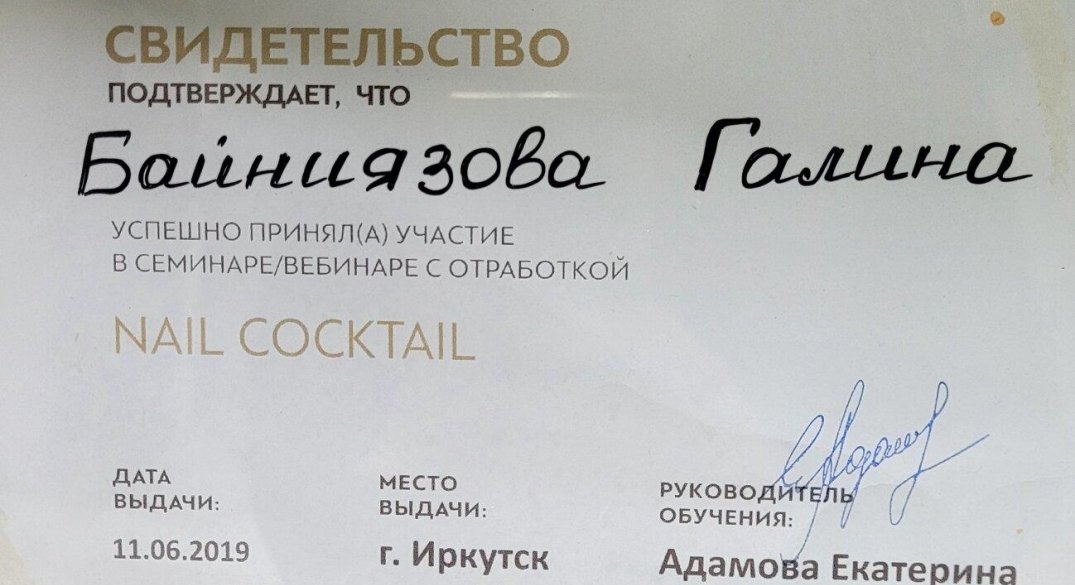 СВИДЕТЕЛЬСТВО
ПОДТВЕРЖДАЕТ, ЧТО
Байниязова Галина
УСПЕШНО ПРИНЯЛ(А) УЧАСТИЕ
В СЕМИНАРЕ/ВЕБИНАРЕ С ОТРАБОТКОЙ
NAIL COCKTAIL
ДАТА
ВЫДАЧИ:
11.06.2019
МЕСТО
ВЫДАЧИ:
г. Иркутск
РУКОВОДИТЕЛЬ
ОБУЧЕНИЯ:
Адамова Екатерина